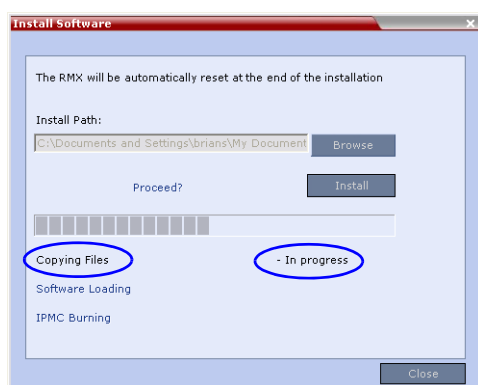 Install Software
The RMX will be automatically reset at the end of the installation
Install Path:
C:\Documents and Settings\brians\My Document
Browse
Proceed?
Install
Copying Files - In progress
Software Loading
IPMC Burning
Close